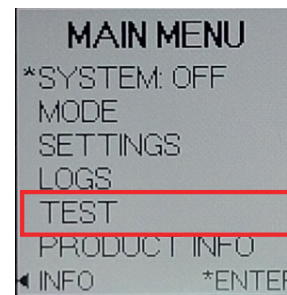 MAIN MENU
*SYSTEM: OFF
MODE
SETTINGS
LOGS
TEST
PRODUCT INFO
◄ INFO *ENTER